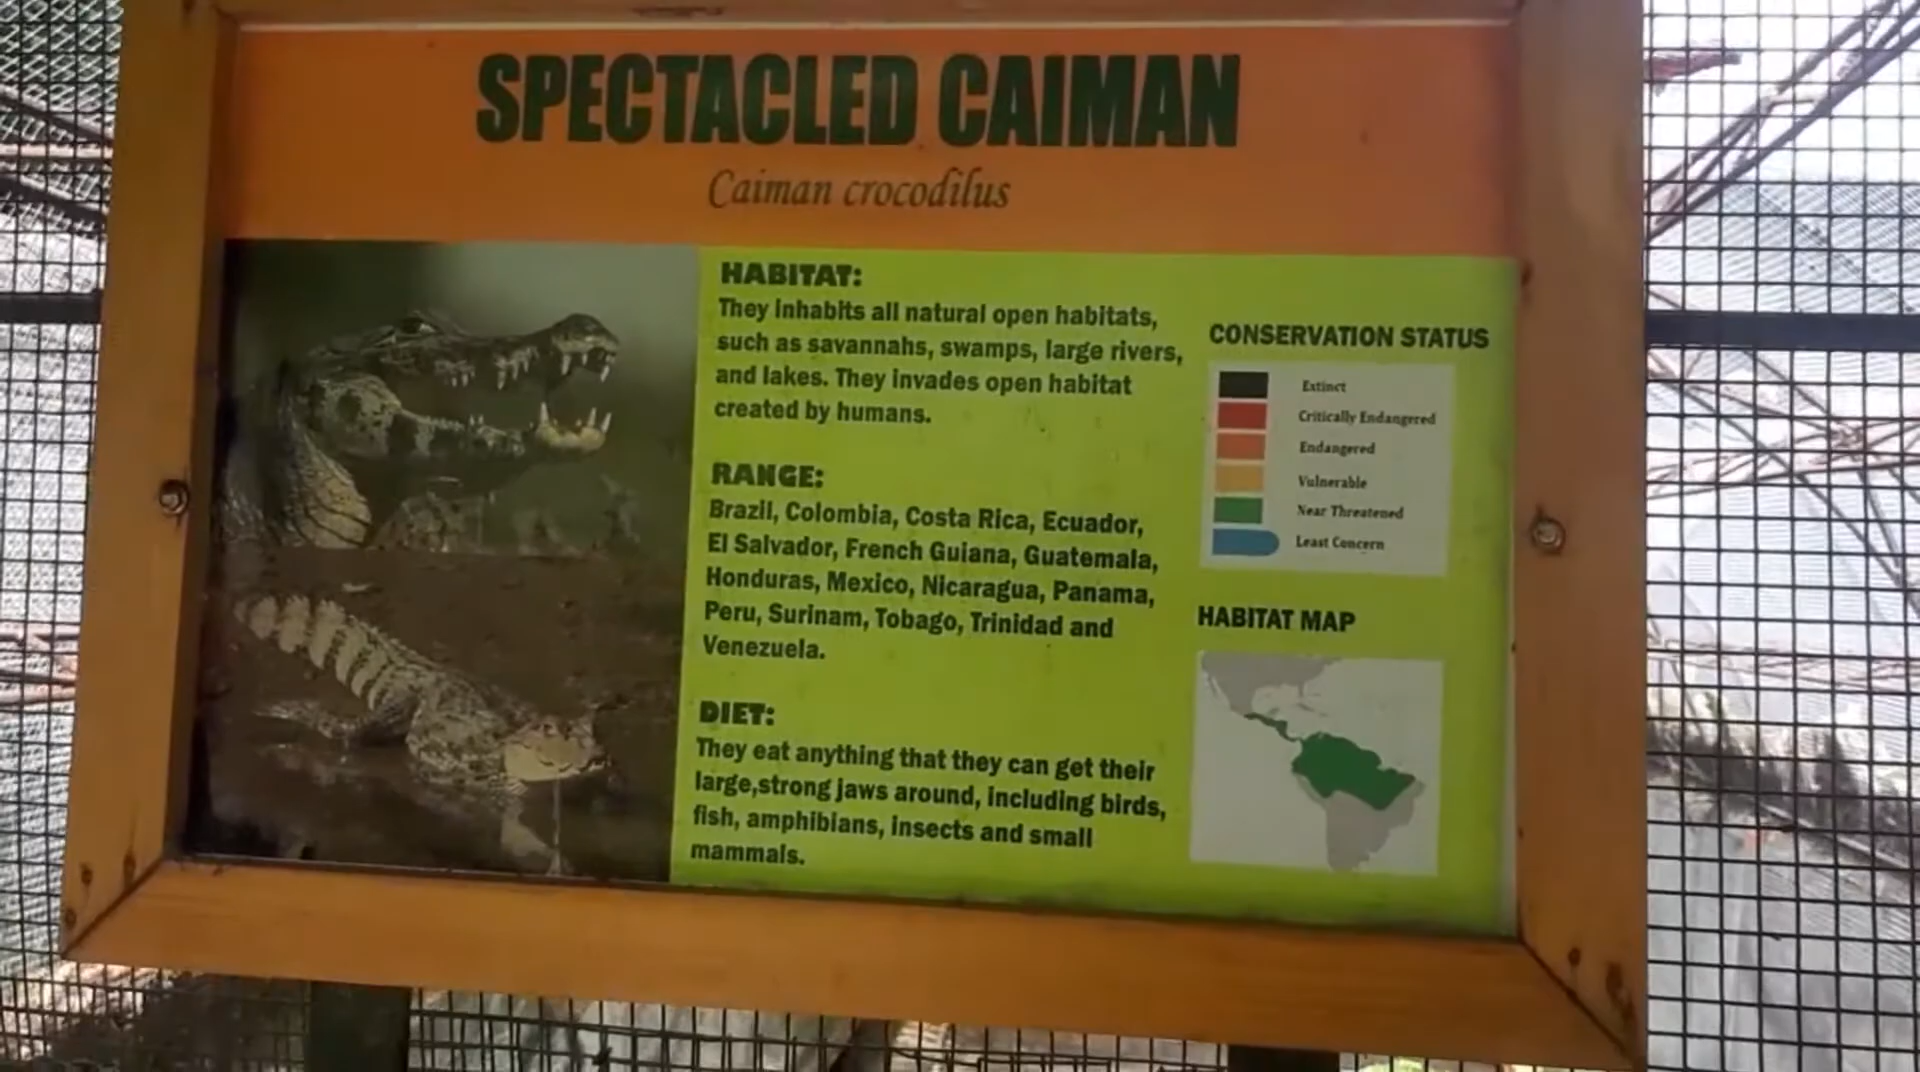 SPECTACLED CAIMAN
Caiman crocodilus
HABITAT:
They Inhabits all natural open habitats,
such as savannahs, swamps, large rivers,
and lakes. They invades open habitat
created by humans.
RANGE:
Brazil, Colombia, Costa Rica, Ecuador,
El Salvador, French Guiana, Guatemala,
Honduras, Mexico, Nicaragua, Panama,
Peru, Surinam, Tobago, Trinidad and
Venezuela.
DIET:
They eat anything that they can get their
large,strong jaws around, including birds,
fish, amphibians, insects and small
mammals.
CONSERVATION STATUS
Extinct
Critically Endangered
Endangered
Vulnerable
Near Threatened
Least Concern
HABITAT MAP